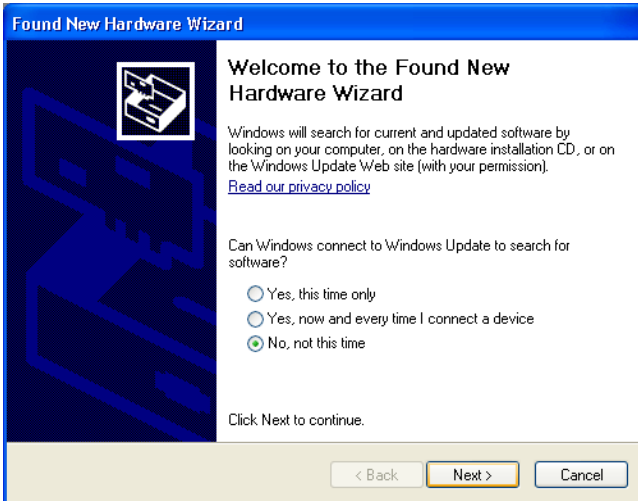 Found New Hardware Wizard
Welcome to the Found New
Hardware Wizard
Windows will search for current and updated software by
looking on your computer, on the hardware installation CD, or on
the Windows Update Web site (with your permission).
Read our privacy policy
Can Windows connect to Windows Update to search for
software?
Yes, this time only
Yes, now and every time I connect a device
No, not this time
Click Next to continue.
< Back
Next >
Cancel